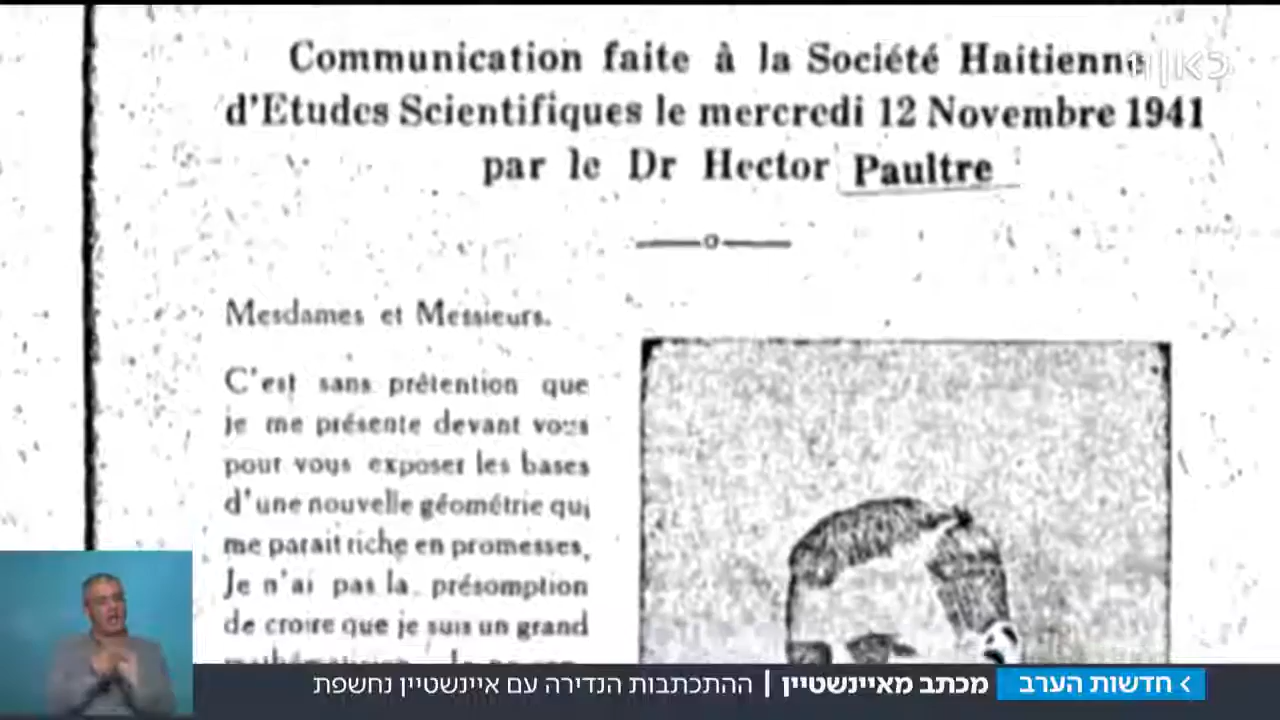 Communication faite à la Société Haitienne
כאן 11
d'Etudes Scientifiques le mercredi 12 Novembre 1941
par le Dr Hector Paultre
Mesdames et Messieurs.
C'est sans prétention que
je me présente devant vous
pour vous exposer les bases
d'une nouvelle géométrie qui
me parait riche en promesses,
Je n'ai pas la présomption
de croire que je suis un grand
חדשות הערב מכתב מאיינשטיין | ההתכתבות הנדירה עם איינשטיין נחשפת